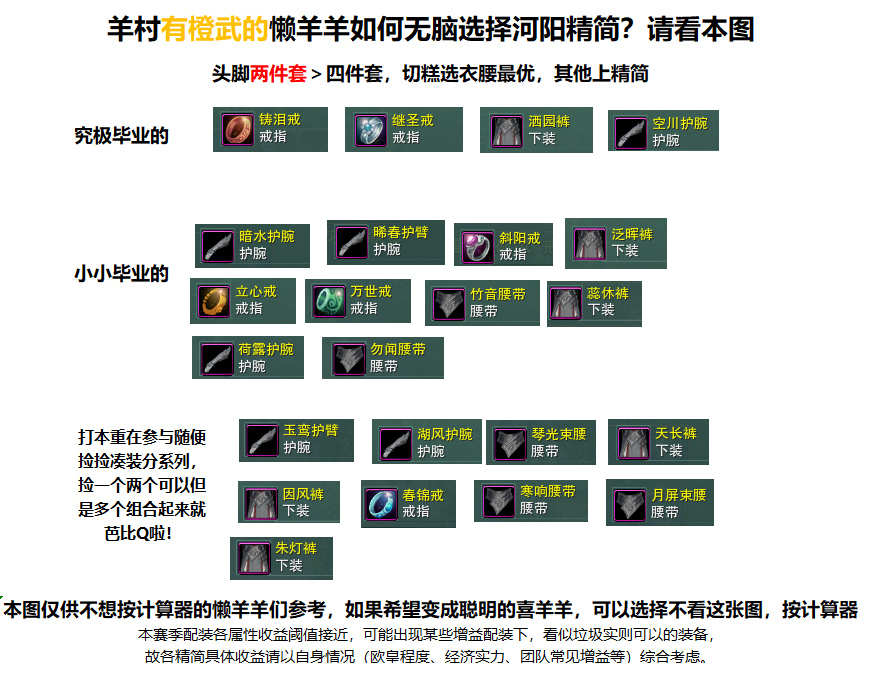 羊村有橙武的懒羊羊如何无脑选择河阳精简？请看本图
头脚两件套＞四件套，切糕选衣腰最优，其他上精简
究极毕业的
铸泪戒
戒指
继圣戒
戒指
洒园裤
下装
空川护腕
护腕
小小毕业的
暗水护腕
护腕
晞春护臂
护腕
斜阳戒
戒指
泛晖裤
下装
立心戒
戒指
万世戒
戒指
竹音腰带
腰带
蕊休裤
下装
荷露护腕
护腕
勿闻腰带
腰带
打本重在参与随便
捡捡凑装分系列，
捡一个两个可以但
是多个组合起来就
芭比Q啦！
玉鸾护臂
护腕
湖风护腕
护腕
琴光束腰
腰带
天长裤
下装
因风裤
下装
春锦戒
戒指
寒响腰带
腰带
月屏束腰
腰带
朱灯裤
下装
本图仅供不想按计算器的懒羊羊们参考，如果希望变成聪明的喜羊羊，可以选择不看这张图，按计算器
本赛季配装各属性收益阈值接近，可能出现某些增益配装下，看似垃圾实则可以的装备，
故各精简具体收益请以自身情况（欧皇程度、经济实力、团队常见增益等）综合考虑。